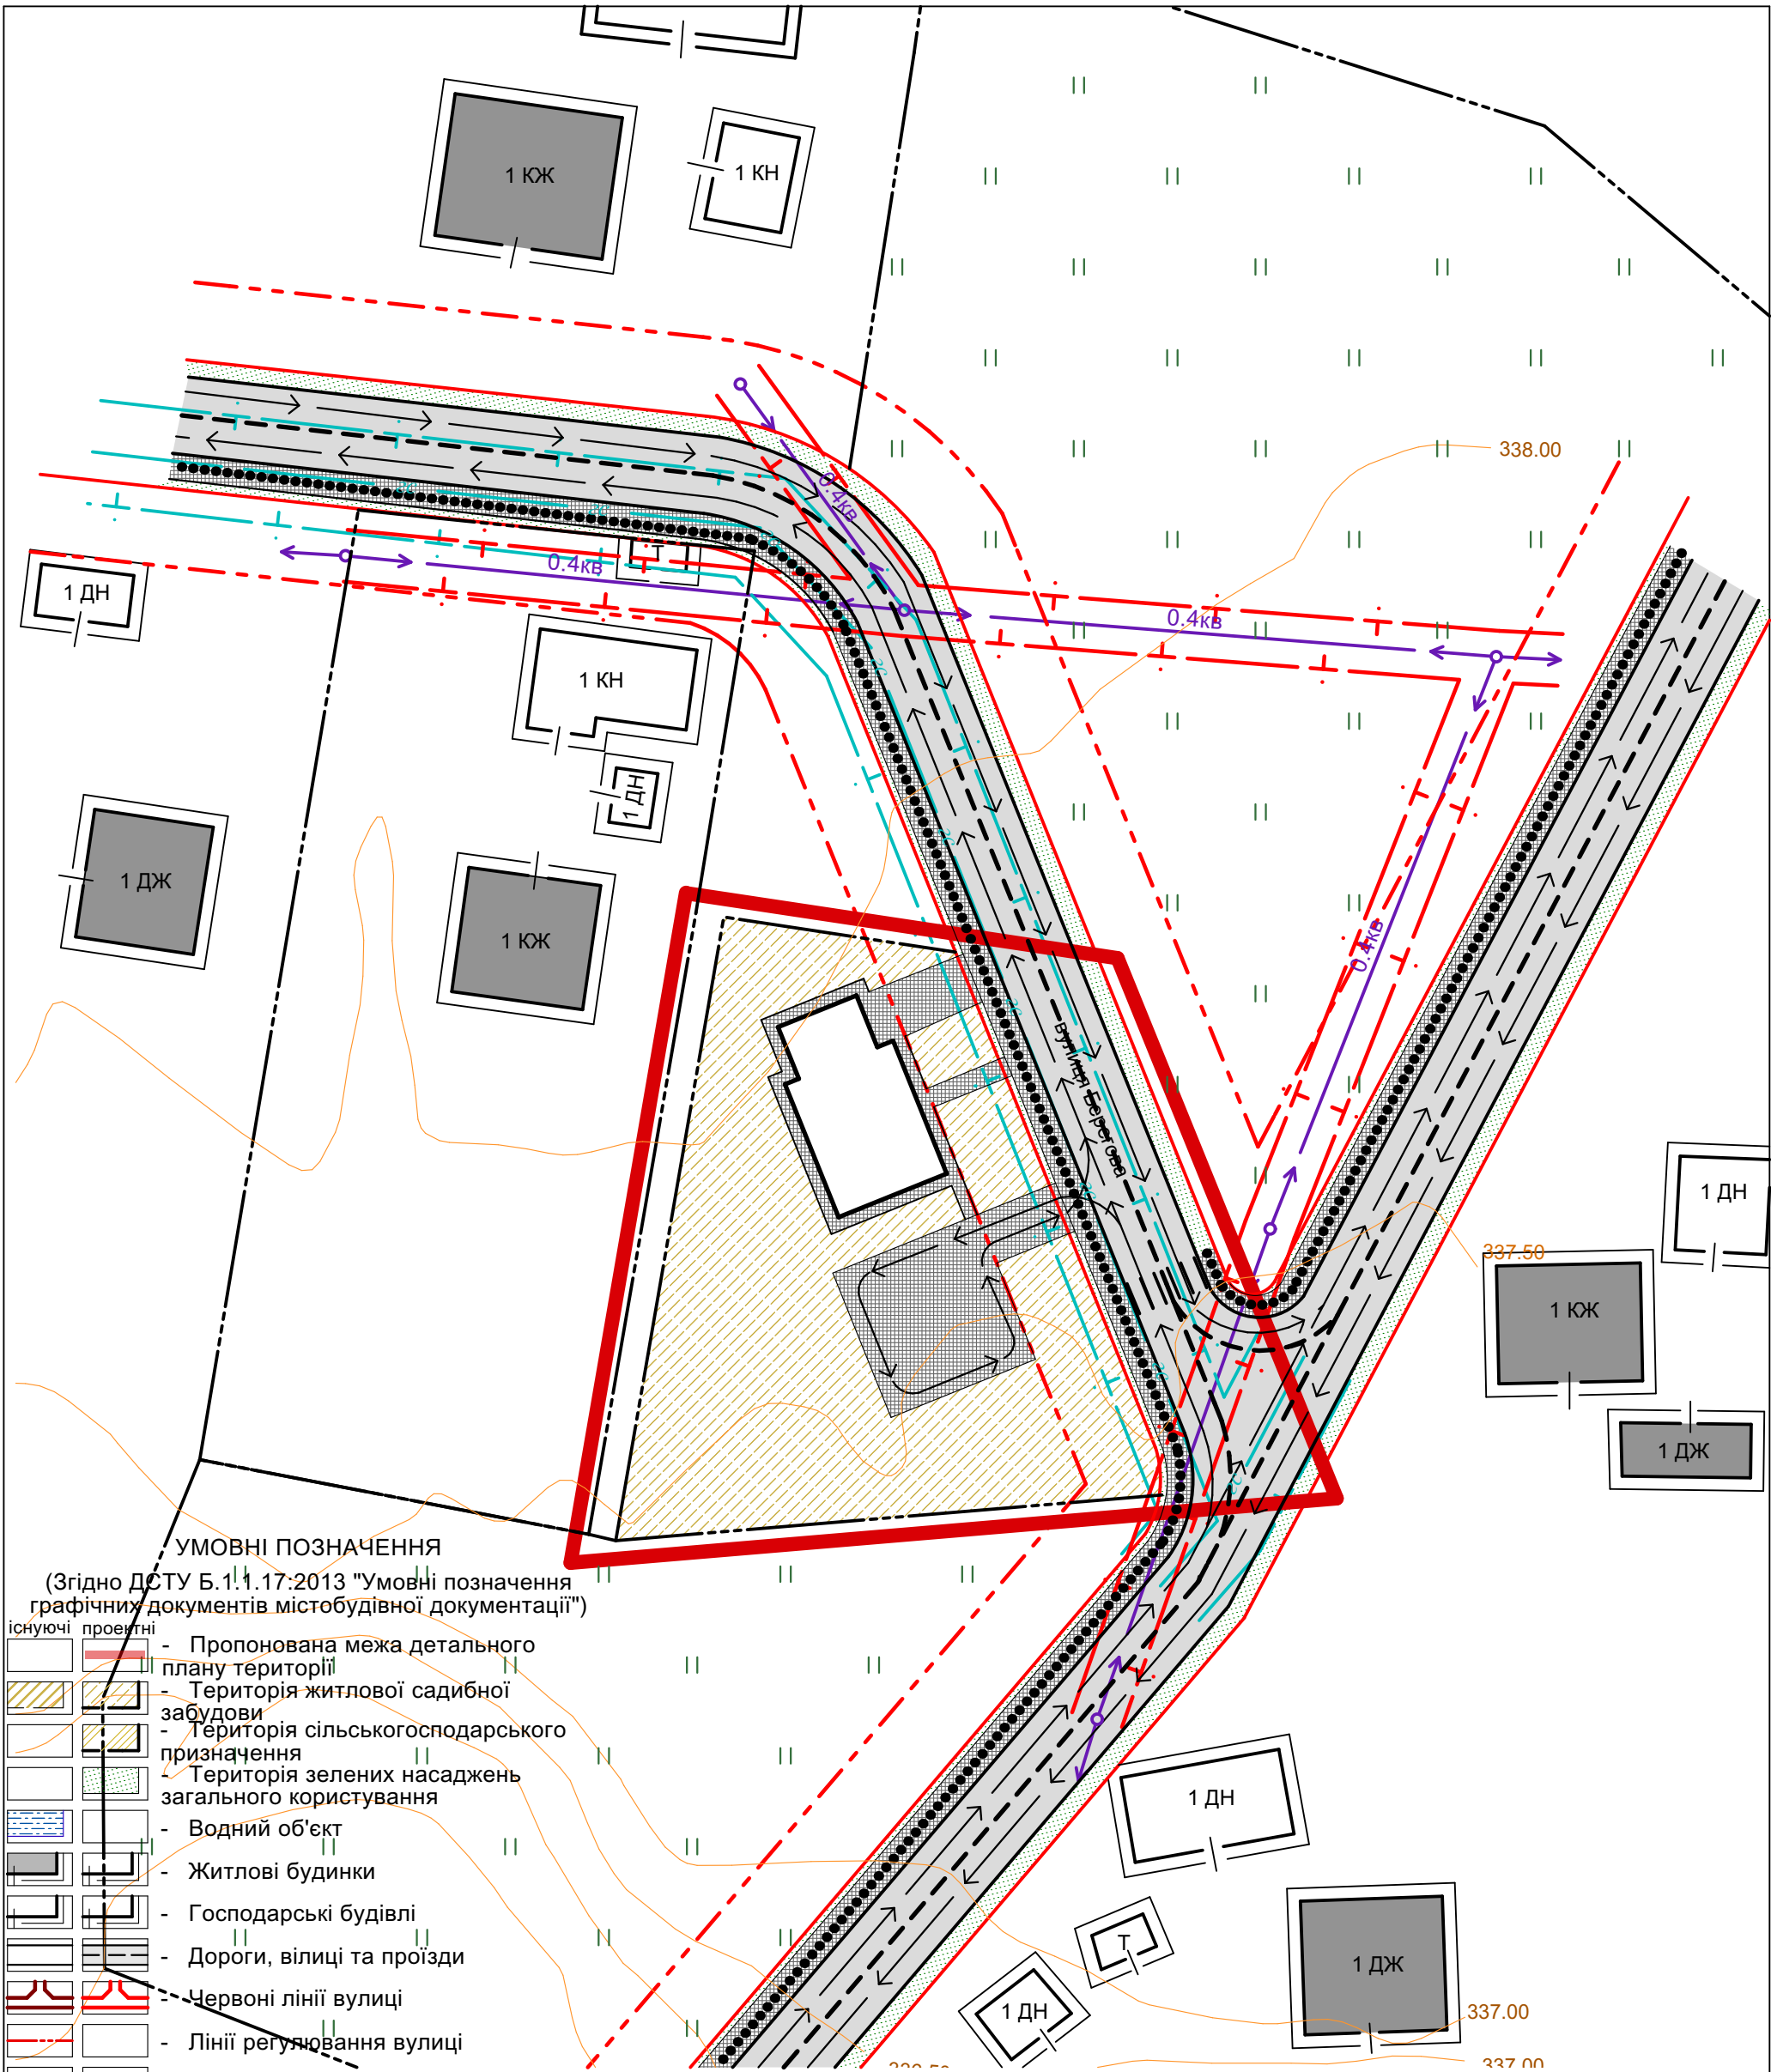 1 КЖ
1 КН
338.00
0.4кв
1 ДН
Т
0.4кв
0.4кв
1 КН
1 ДН
1 ДЖ
1 КЖ
0.4кв
вулиця Берегова
1 ДН
337.50
1 КЖ
1 ДЖ
УМОВНІ ПОЗНАЧЕННЯ
(Згідно ДСТУ Б.1.1.17:2013 "Умовні позначення
графічних документів містобудівної документації")
існуючі проектні
- Пропонована межа детального
плану території
- Територія житлової садибної
забудови
- Територія сільськогосподарського
призначення
- Територія зелених насаджень
загального користування
- Водний об'єкт
- Житлові будинки
- Господарські будівлі
- Дороги, вілиці та проїзди
- Червоні лінії вулиці
- Лінії регулювання вулиці
1 ДН
Т
1 ДЖ
1 ДН
337.00
337.00